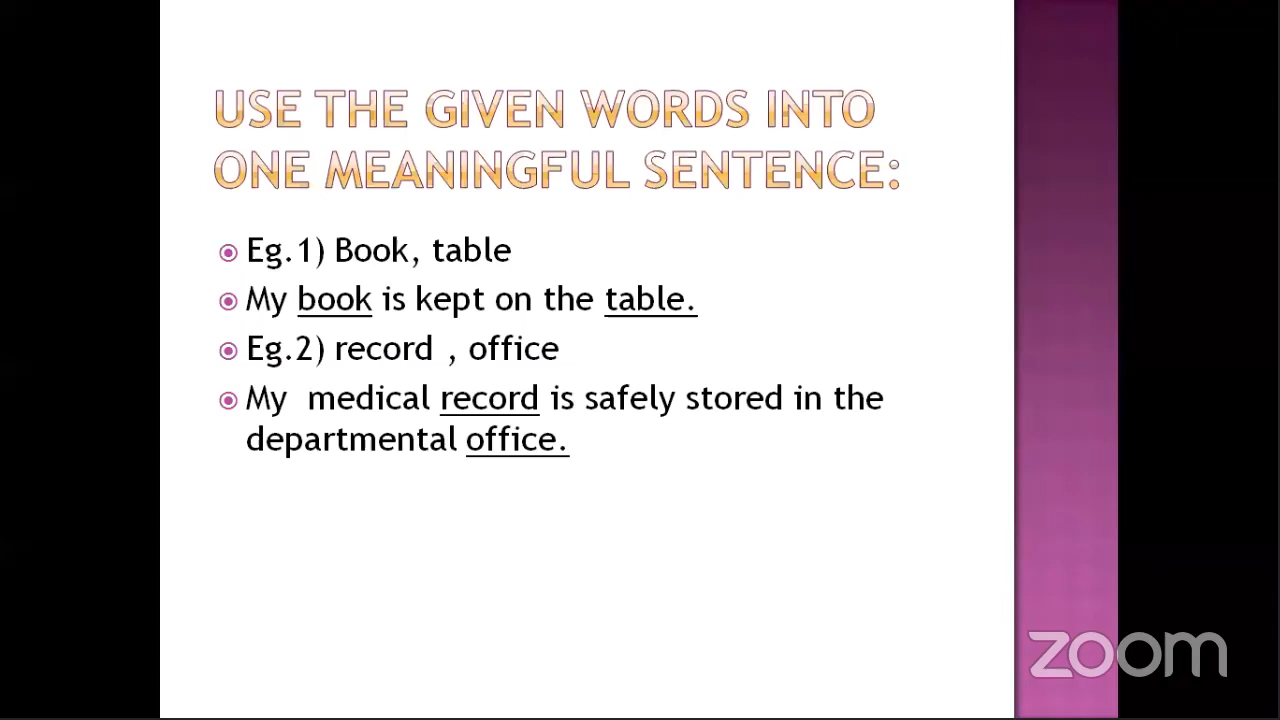 USE THE GIVEN WORDS INTO
ONE MEANINGFUL SENTENCE:
Eg.1) Book, table
My book is kept on the table.
Eg.2) record , office
My medical record is safely stored in the
departmental office.
zoom